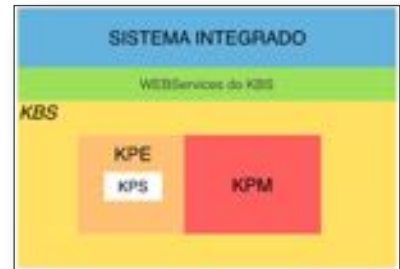 SISTEMA INTEGRADO
WEBServices do KBS
KBS
KPE
KPS
KPM